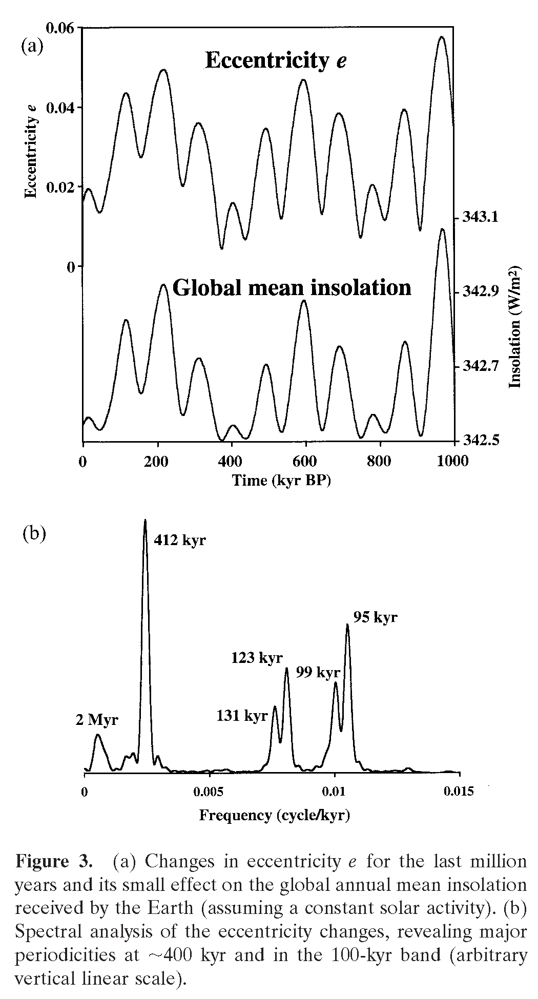 (a)
0.06
0.04
0.02
0
Eccentricity e
Eccentricity e
Global mean insolation
343.1
342.9
342.7
342.5
Insolation (W/m²)
0 200 400 600 800 1000
Time (kyr BP)
(b)
412 kyr
95 kyr
123 kyr
99 kyr
131 kyr
2 Myr
0 0.005 0.01 0.015
Frequency (cycle/kyr)
Figure 3. (a) Changes in eccentricity e for the last million
years and its small effect on the global annual mean insolation
received by the Earth (assuming a constant solar activity). (b)
Spectral analysis of the eccentricity changes, revealing major
periodicities at ~400 kyr and in the 100-kyr band (arbitrary
vertical linear scale).